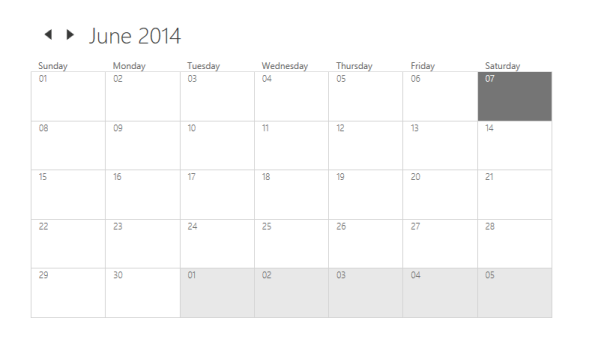 June 2014
Sunday Monday Tuesday Wednesday Thursday Friday Saturday
01 02 03 04 05 06 07
08 09 10 11 12 13 14
15 16 17 18 19 20 21
22 23 24 25 26 27 28
29 30 01 02 03 04 05